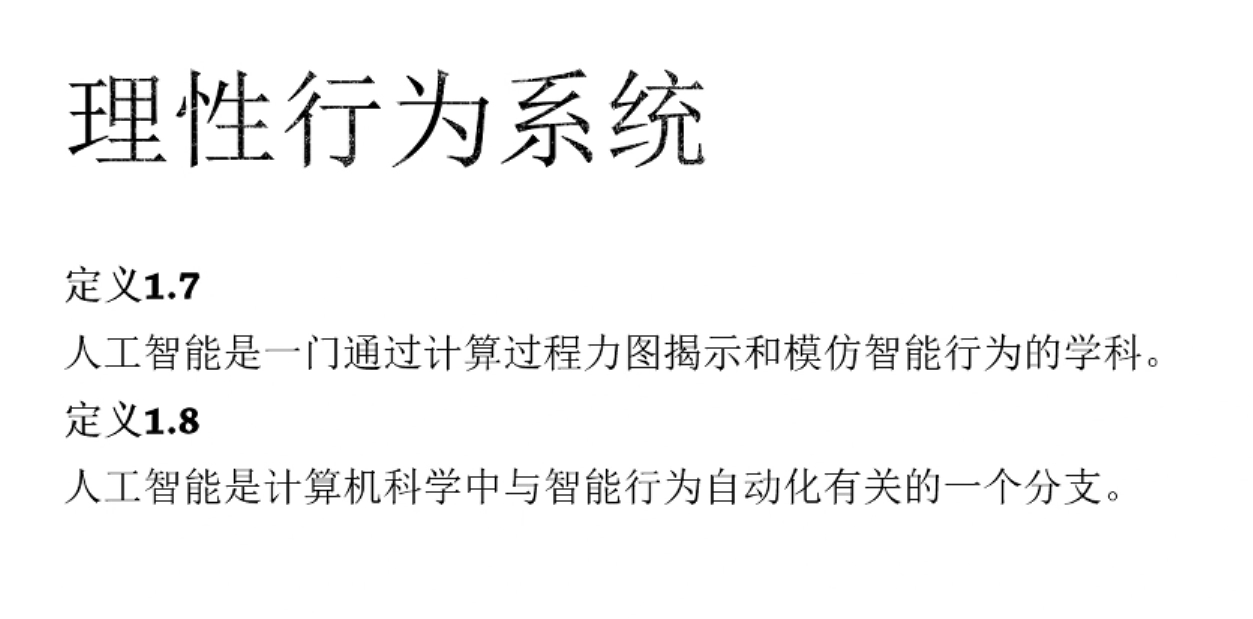 理性行为系统
定义1.7
人工智能是一门通过计算过程力图揭示和模仿智能行为的学科。
定义1.8
人工智能是计算机科学中与智能行为自动化有关的一个分支。